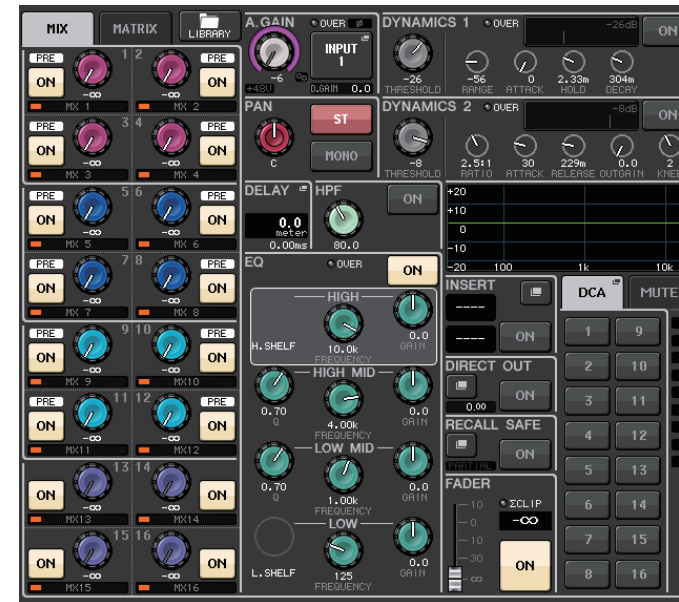 MIX MATRIX LIBRARY
PRE 1 2 PRE
ON -∞ -∞ ON
MX 1 MX 2
PRE 3 4 PRE
ON -∞ -∞ ON
MX 3 MX 4
PRE 5 6 PRE
ON -∞ -∞ ON
MX 5 MX 6
PRE 7 8 PRE
ON -∞ -∞ ON
MX 7 MX 8
PRE 9 10 PRE
ON -∞ -∞ ON
MX 9 MX10
PRE 11 12 PRE
ON -∞ -∞ ON
MX11 MX12
13 14
ON -∞ -∞ ON
MX13 MX14
15 16
ON -∞ -∞ ON
MX15 MX16
A.GAIN OVER ø
INPUT
1
-6
+48V D.GAIN 0.0
PAN
ST
MONO
C
DELAY
0.0
meter
0.00ms
HPF
ON
80.0
EQ OVER ON
HIGH
H.SHELF 10.0k 0.0
FREQUENCY GAIN
HIGH MID
0.70 4.00k 0.0
Q FREQUENCY GAIN
LOW MID
0.70 1.00k 0.0
Q FREQUENCY GAIN
LOW
L.SHELF 125 0.0
FREQUENCY GAIN
DYNAMICS 1 OVER -26dB ON
-26 -56 0 2.33m 304m
THRESHOLD RANGE ATTACK HOLD DECAY
DYNAMICS 2 OVER -8dB ON
-8 2.5:1 30 229m 0.0 2
THRESHOLD RATIO ATTACK RELEASE OUTGAIN KNEE
+20
+10
0
-10
-20 100 1k 10k
INSERT
----
---- ON
DIRECT OUT
0.00 ON
RECALL SAFE
PARTIAL ON
FADER
10 ΣCLIP
0 -∞
10
30 ON
∞
DCA MUTE
1 9
2 10
3 11
4 12
5 13
6 14
7 15
8 16